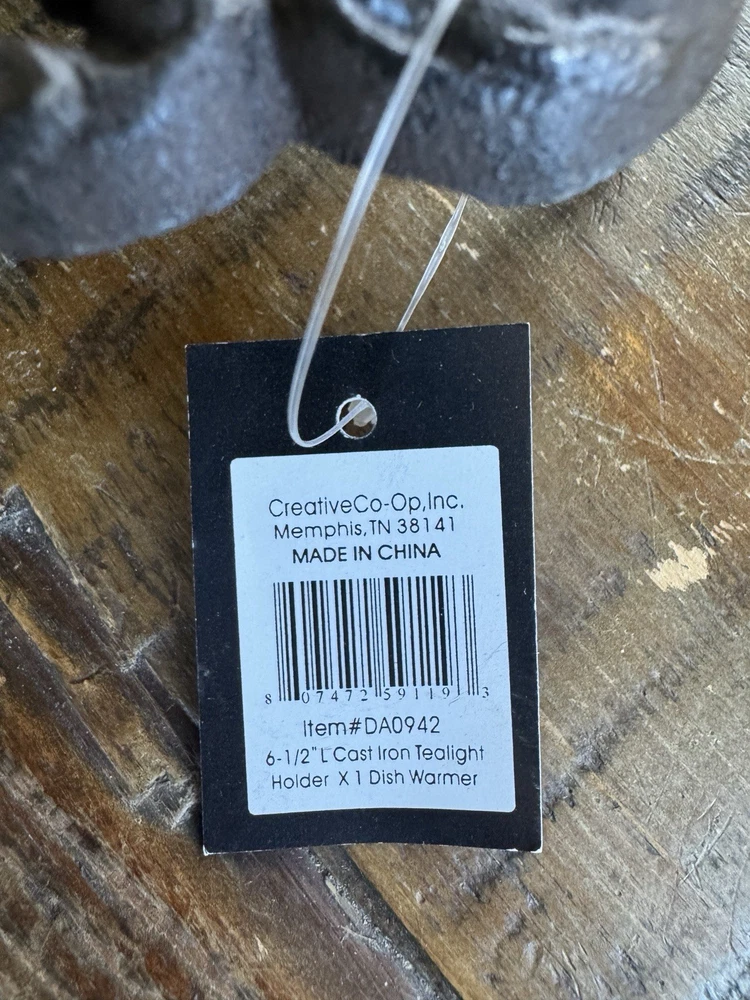 CreativeCo-Op,Inc.
Memphis,TN 38141
MADE IN CHINA
8 07472 59119 3
Item#DA0942
6-1/2"L Cast Iron Tealight
Holder X 1 Dish Warmer